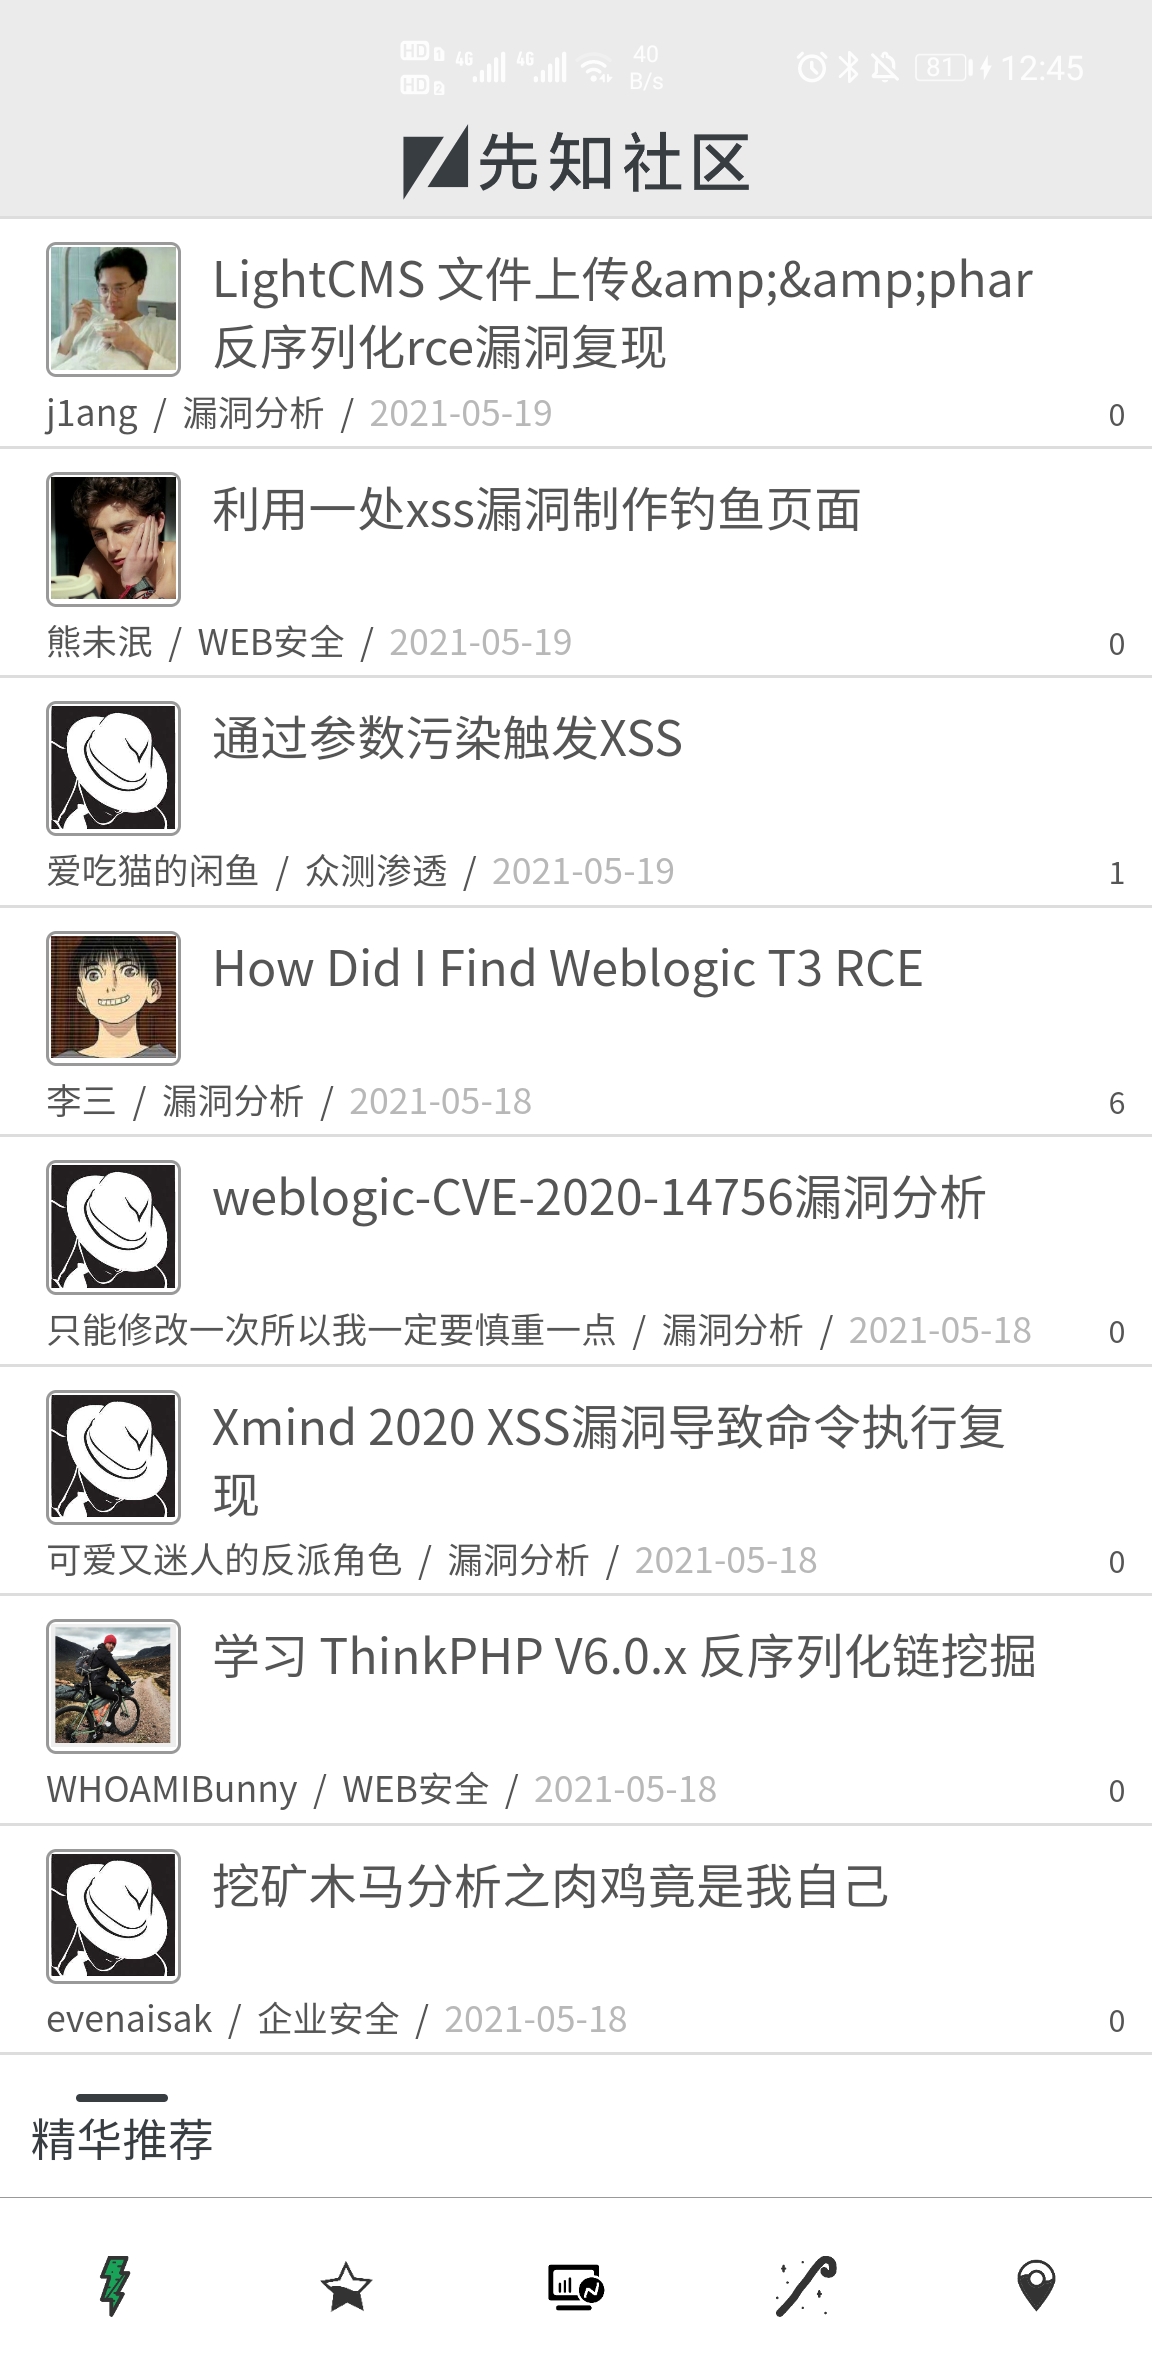 HD 1 4G 4G 40 81 12:45
HD 2 B/s
先知社区
LightCMS 文件上传&amp;&amp;phar
反序列化rce漏洞复现
j1ang / 漏洞分析 / 2021-05-19 0
利用一处xss漏洞制作钓鱼页面
熊未泯 / WEB安全 / 2021-05-19 0
通过参数污染触发XSS
爱吃猫的闲鱼 / 众测渗透 / 2021-05-19 1
How Did I Find Weblogic T3 RCE
李三 / 漏洞分析 / 2021-05-18 6
weblogic-CVE-2020-14756漏洞分析
只能修改一次所以我一定要慎重一点 / 漏洞分析 / 2021-05-18 0
Xmind 2020 XSS漏洞导致命令执行复
现
可爱又迷人的反派角色 / 漏洞分析 / 2021-05-18 0
学习 ThinkPHP V6.0.x 反序列化链挖掘
WHOAMIBunny / WEB安全 / 2021-05-18 0
挖矿木马分析之肉鸡竟是我自己
evenaisak / 企业安全 / 2021-05-18 0
精华推荐